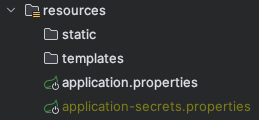 resources
static
templates
application.properties
application-secrets.properties